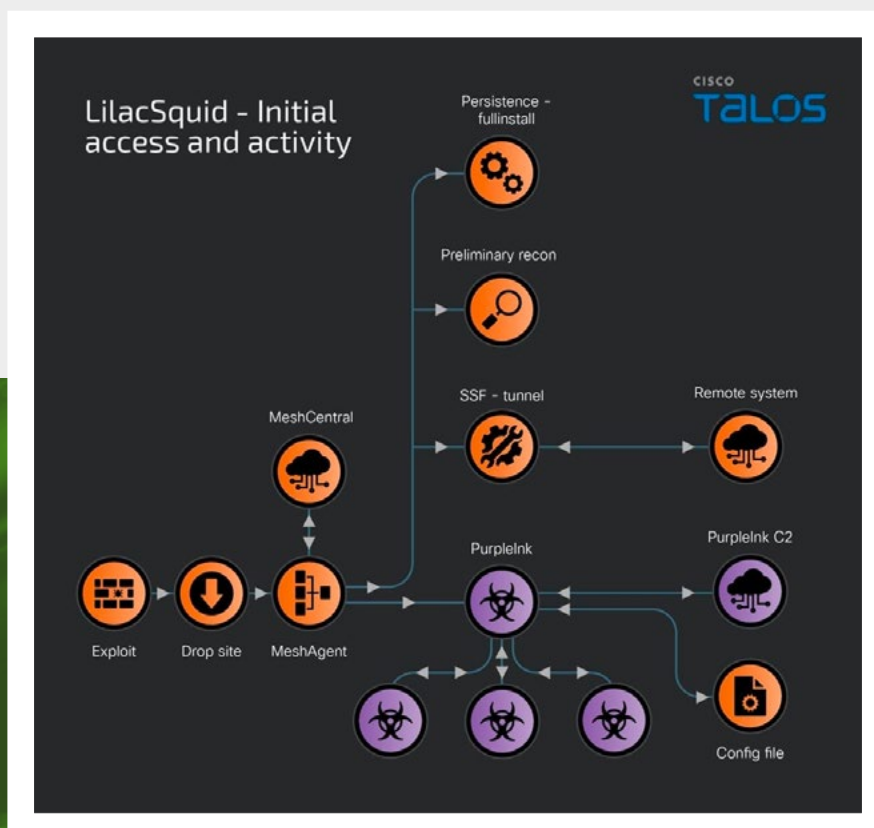 LilacSquid - Initial
access and activity
CISCO
TALOS
Persistence -
fullinstall
Preliminary recon
SSF - tunnel
Remote system
MeshCentral
PurpleInk
PurpleInk C2
Exploit
Drop site
MeshAgent
Config file